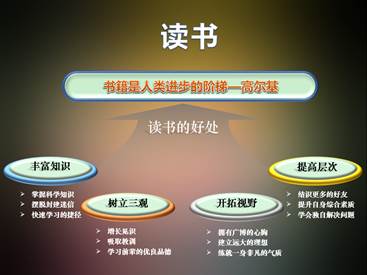 读书
书籍是人类进步的阶梯—高尔基
读书的好处
丰富知识
掌握科学知识
摆脱封建迷信
快速学习的捷径
树立三观
增长见识
吸取教训
学习前辈的优良品德
开拓视野
拥有广博的心胸
建立远大的理想
练就一身非凡的气质
提高层次
结识更多的好友
提升自身综合素质
学会独自解决问题